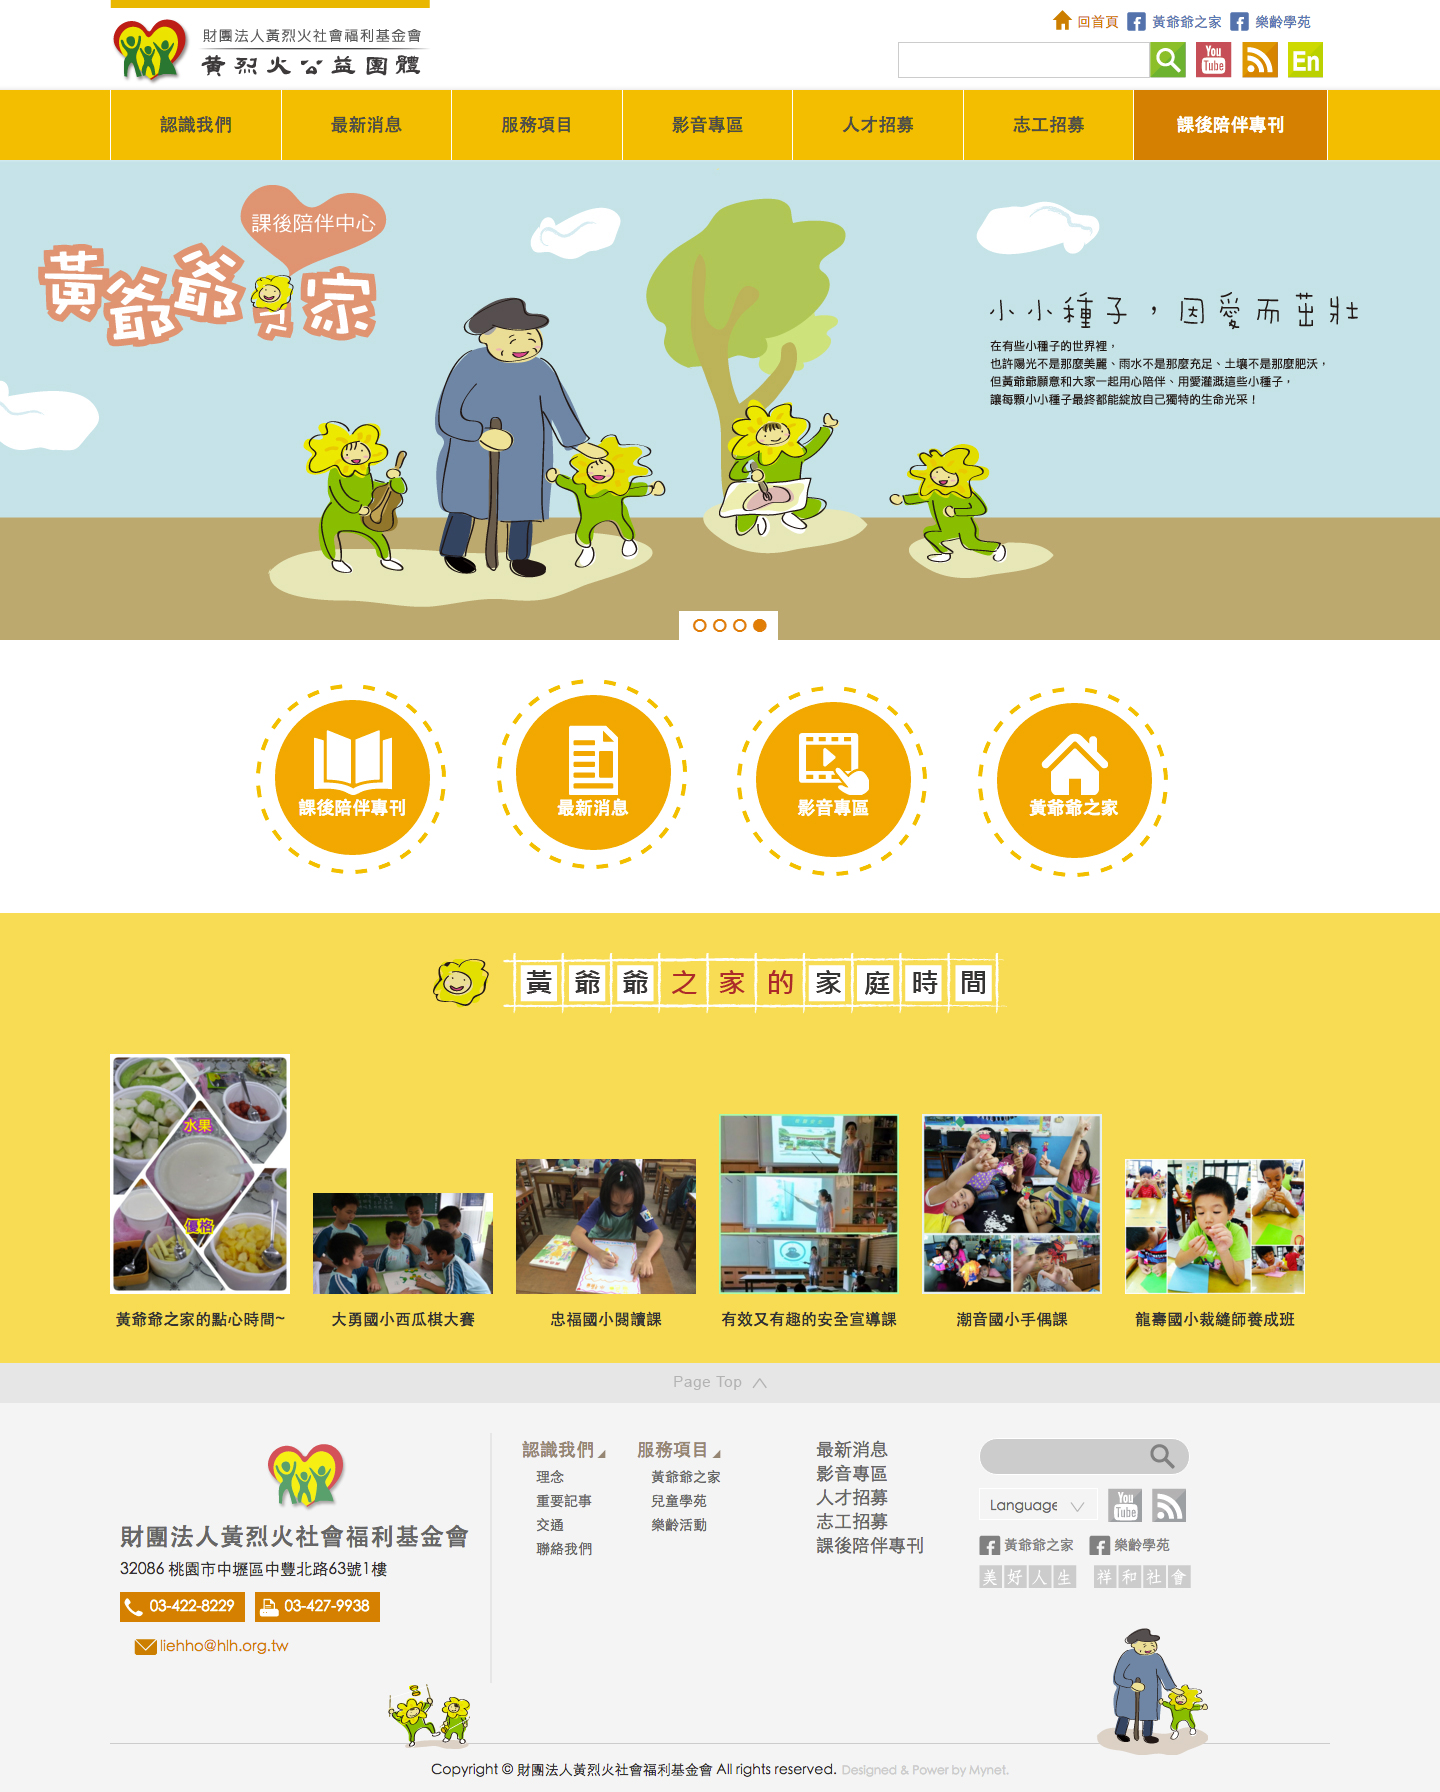 財團法人黃烈火社會福利基金會
黃烈火公益團體
回首頁 黃爺爺之家 樂齡學苑
You Tube En
認識我們 最新消息 服務項目 影音專區 人才招募 志工招募 課後陪伴專刊
課後陪伴中心
黃爺爺之家
小小種子，因愛而茁壯
在有些小種子的世界裡，
也許陽光不是那麼美麗、雨水不是那麼充足、土壤不是那麼肥沃，
但黃爺爺願意和大家一起用心陪伴、用愛灌溉這些小種子，
讓每顆小小種子最終都能綻放自己獨特的生命光采！
課後陪伴專刊 最新消息 影音專區 黃爺爺之家
黃爺爺之家的家庭時間
水果
優格
黃爺爺之家的點心時間~ 大勇國小西瓜棋大賽 忠福國小閱讀課 有效又有趣的安全宣導課 潮音國小手偶課 龍壽國小裁縫師養成班
Page Top
財團法人黃烈火社會福利基金會
32086 桃園市中壢區中豐北路63號1樓
03-422-8229 03-427-9938
liehho@hlh.org.tw
認識我們
理念
重要記事
交通
聯絡我們
服務項目
黃爺爺之家
兒童學苑
樂齡活動
最新消息
影音專區
人才招募
志工招募
課後陪伴專刊
Language You Tube
黃爺爺之家 樂齡學苑
美好人生 祥和社會
Copyright © 財團法人黃烈火社會福利基金會 All rights reserved. Designed & Power by Mynet.